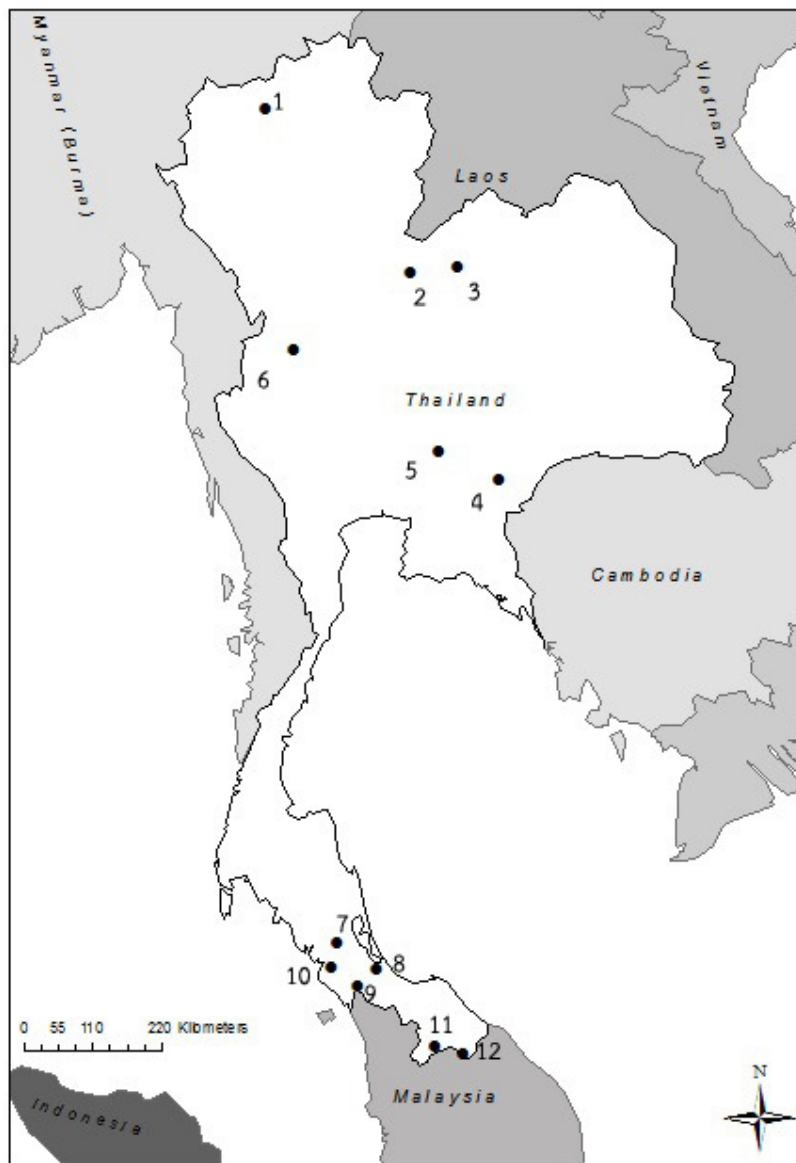 Myanmar (Burma)
Vietnam
1
Laos
2
3
6
Thailand
5
4
Cambodia
7
10
8
9
0 55 110 220 Kilometers
11
12
Malaysia
N
Indonesia